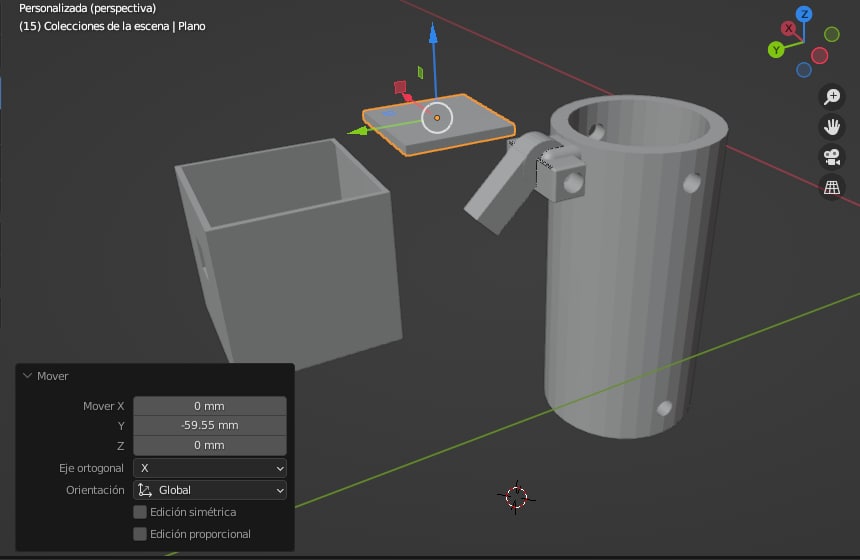 Personalizada (perspectiva)
(15) Colecciones de la escena | Plano
Z
X
Y
Mover
Mover X 0 mm
Y -59.55 mm
Z 0 mm
Eje ortogonal X
Orientación Global
Edición simétrica
Edición proporcional